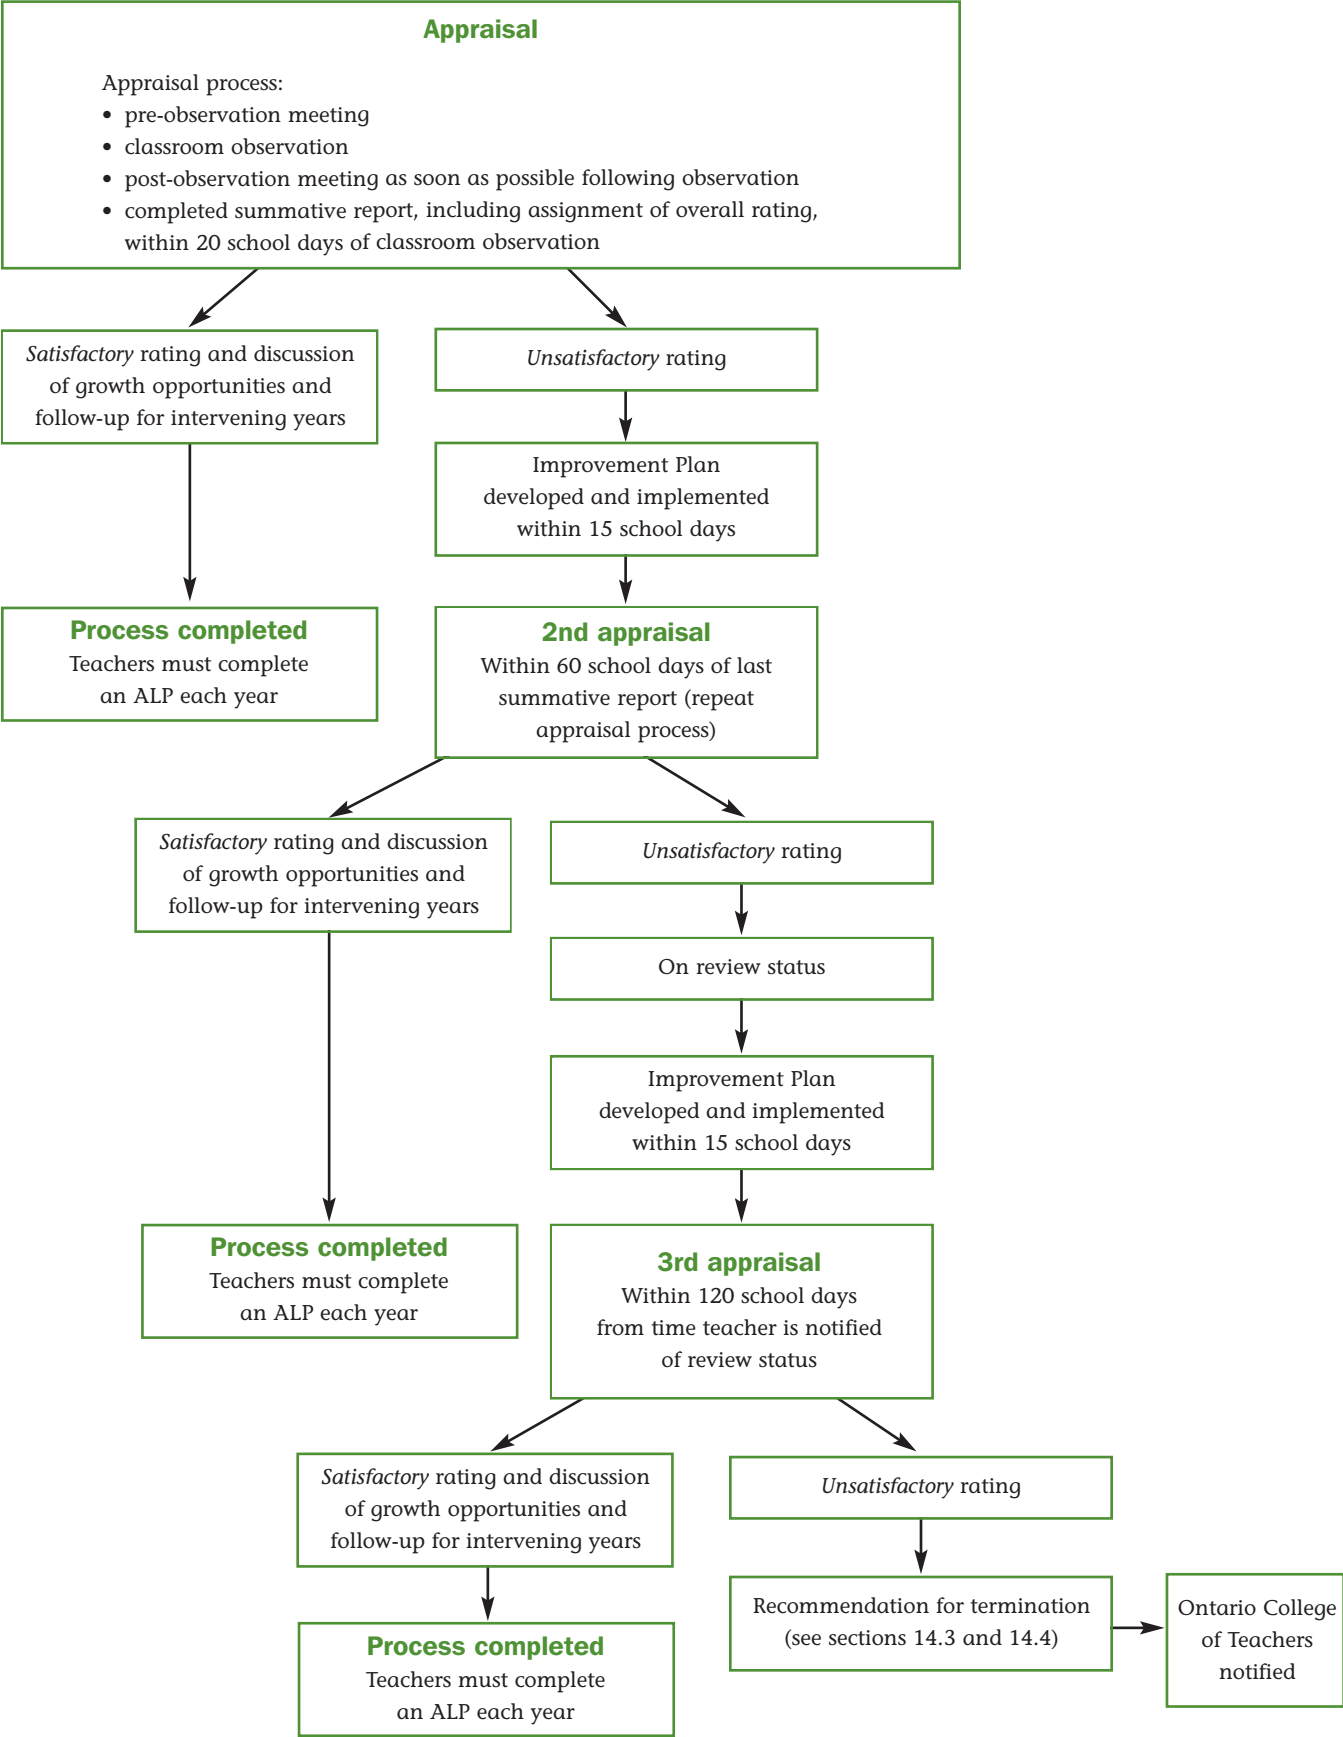 Appraisal
Appraisal process:
• pre-observation meeting
• classroom observation
• post-observation meeting as soon as possible following observation
• completed summative report, including assignment of overall rating,
within 20 school days of classroom observation
Satisfactory rating and discussion
of growth opportunities and
follow-up for intervening years
Unsatisfactory rating
Improvement Plan
developed and implemented
within 15 school days
Process completed
Teachers must complete
an ALP each year
2nd appraisal
Within 60 school days of last
summative report (repeat
appraisal process)
Satisfactory rating and discussion
of growth opportunities and
follow-up for intervening years
Unsatisfactory rating
On review status
Improvement Plan
developed and implemented
within 15 school days
Process completed
Teachers must complete
an ALP each year
3rd appraisal
Within 120 school days
from time teacher is notified
of review status
Satisfactory rating and discussion
of growth opportunities and
follow-up for intervening years
Unsatisfactory rating
Recommendation for termination
(see sections 14.3 and 14.4)
Ontario College
of Teachers
notified
Process completed
Teachers must complete
an ALP each year